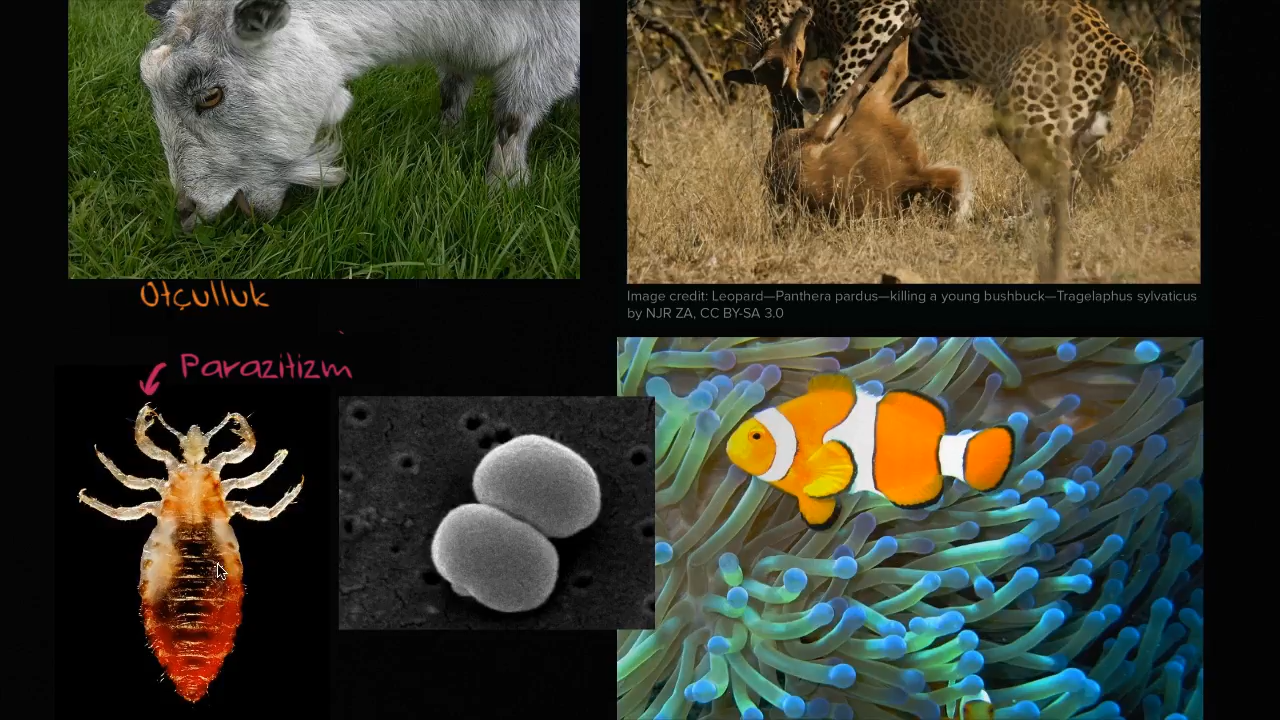 Otçulluk
Image credit: Leopard—Panthera pardus—killing a young bushbuck—Tragelaphus sylvaticus
by NJR ZA, CC BY-SA 3.0
Parazitizm